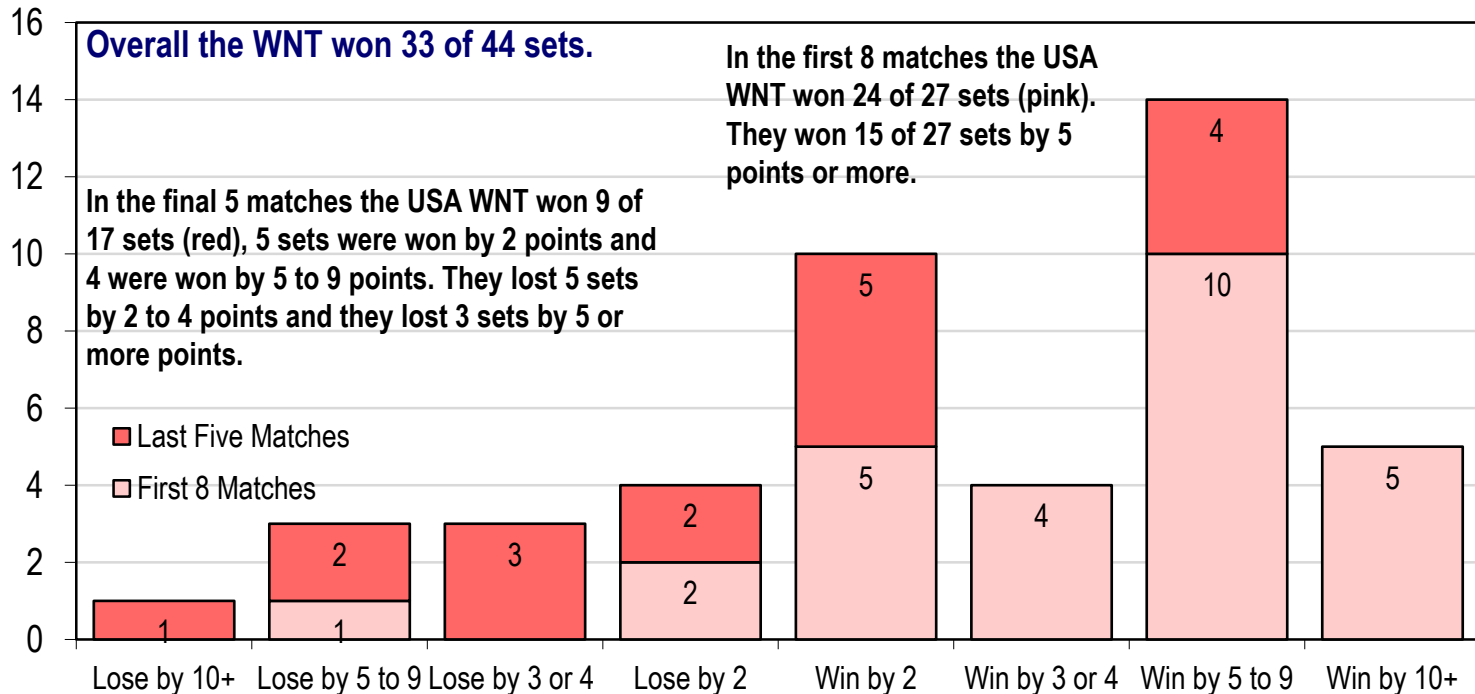 Overall the WNT won 33 of 44 sets.
In the first 8 matches the USA
WNT won 24 of 27 sets (pink).
They won 15 of 27 sets by 5
points or more.
In the final 5 matches the USA WNT won 9 of
17 sets (red), 5 sets were won by 2 points and
4 were won by 5 to 9 points. They lost 5 sets
by 2 to 4 points and they lost 3 sets by 5 or
more points.
Last Five Matches
First 8 Matches
16
14
12
10
8
6
4
2
0
1
2
1
3
2
2
5
5
4
4
10
5
Lose by 10+
Lose by 5 to 9
Lose by 3 or 4
Lose by 2
Win by 2
Win by 3 or 4
Win by 5 to 9
Win by 10+